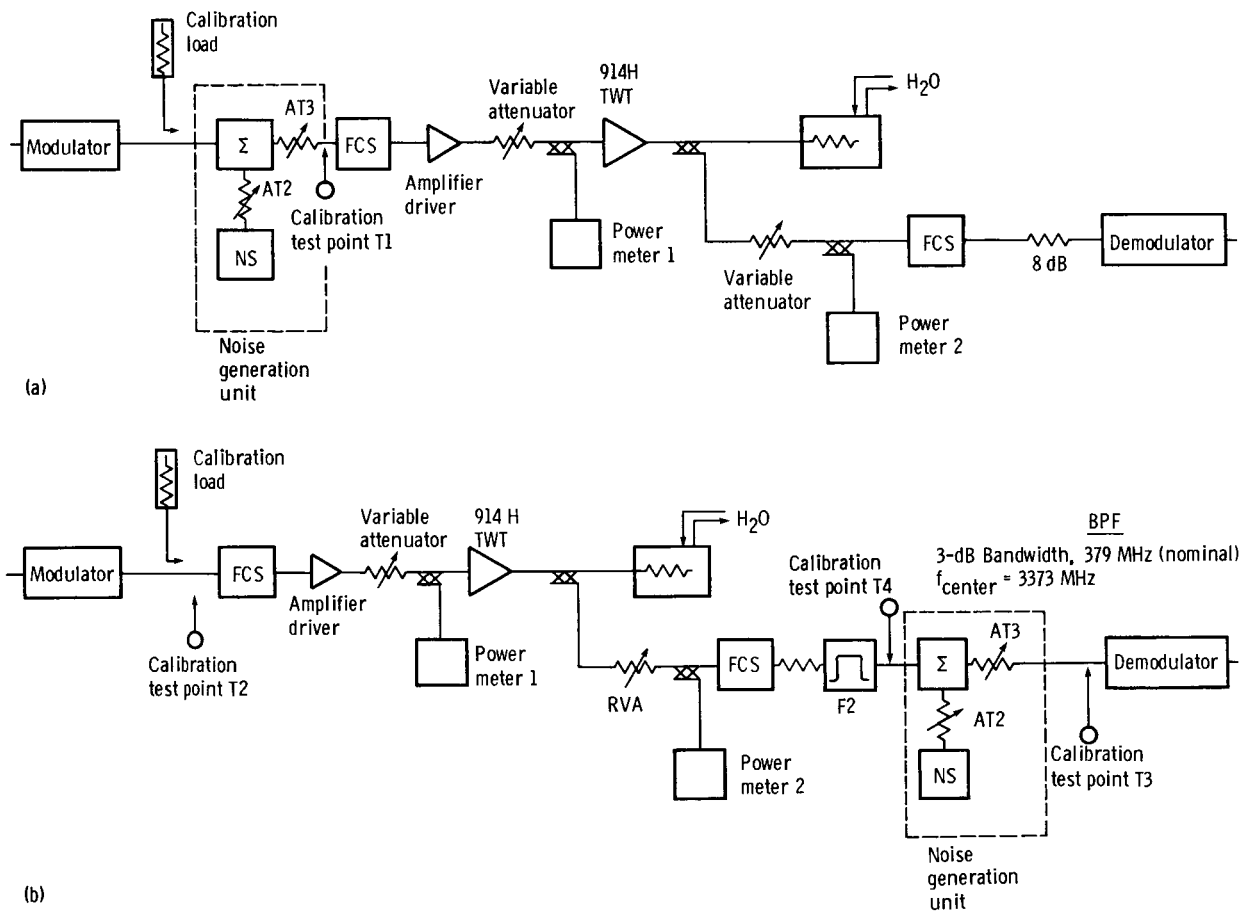 (a)
Calibration
load
Modulator
Σ
AT3
AT2
NS
Noise
generation
unit
Calibration
test point T1
FCS
Amplifier
driver
Variable
attenuator
914H
TWT
Power
meter 1
H2O
Variable
attenuator
Power
meter 2
FCS
8 dB
Demodulator
(b)
Calibration
load
Modulator
Calibration
test point T2
FCS
Amplifier
driver
Variable
attenuator
914 H
TWT
Power
meter 1
H2O
RVA
Power
meter 2
FCS
F2
Calibration
test point T4
BPF
3-dB Bandwidth, 379 MHz (nominal)
fcenter = 3373 MHz
Σ
AT3
AT2
NS
Noise
generation
unit
Calibration
test point T3
Demodulator